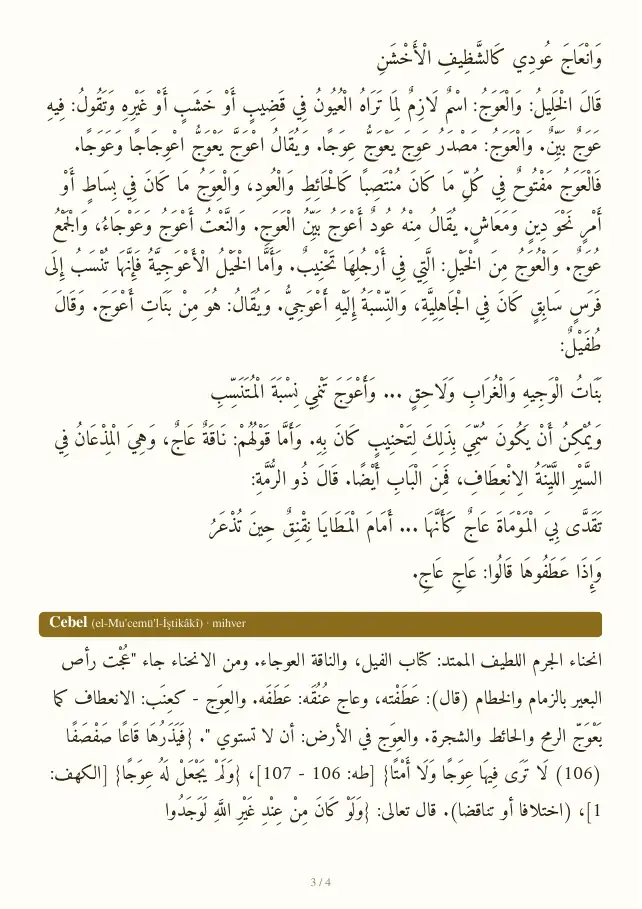 وَانْعَاجَ عُودِي كَالشَّظِيفِ الْأَخْشَنِ
قَالَ الْخَلِيلُ: وَالْعَوَجُ: اسْمٌ لَازِمٌ لِمَا تَرَاهُ الْعُيُونُ فِي قَضِيبٍ أَوْ خَشَبٍ أَوْ غَيْرِهِ وَتَقُولُ: فِيهِ
عَوَجٌ بَيِّنٌ. وَالْعَوَجُ: مَصْدَرُ عَوِجَ يَعْوَجُّ عِوَجًا. وَيُقَالُ اعْوَجَّ يَعْوَجُّ اعْوِجَاجًا وَعَوَجًا.
فَالْعَوَجُ مَفْتُوحٌ فِي كُلِّ مَا كَانَ مُنْتَصِبًا كَالْحَائِطِ وَالْعُودِ، وَالْعِوَجُ مَا كَانَ فِي بِسَاطٍ أَوْ
أَمْرٍ نَحْوَ دِينٍ وَمَعَاشٍ. يُقَالُ مِنْهُ عُودٌ أَعْوَجُ بَيِّنُ الْعَوَجِ. وَالنَّعْتُ أَعْوَجُ وَعَوْجَاءُ، وَالْجَمْعُ
عُوجٌ. وَالْعُوجُ مِنَ الْخَيْلِ: الَّتِي فِي أَرْجُلِهَا تَحْنِيبٌ. وَأَمَّا الْخَيْلُ الْأَعْوَجِيَّةُ فَإِنَّهَا تُنْسَبُ إِلَى
فَرَسٍ سَابِقٍ كَانَ فِي الْجَاهِلِيَّةِ، وَالنِّسْبَةُ إِلَيْهِ أَعْوَجِيُّ. وَيُقَالُ: هُوَ مِنْ بَنَاتِ أَعْوَجَ. وَقَالَ
طُفَيْلٌ:
بَنَاتُ الْوَجِيهِ وَالْغُرَابِ وَلَاحِقٍ ... وَأَعْوَجَ تَنْمِي نِسْبَةَ الْمُتَنَسِّبِ
وَيُمْكِنُ أَنْ يَكُونَ سُمِّيَ بِذَلِكَ لِتَحْنِيبٍ كَانَ بِهِ. وَأَمَّا قَوْلُهُمْ: نَاقَةٌ عَاجٌ، وَهِيَ الْمِذْعَانُ فِي
السَّيْرِ اللَّيِّنَةُ الِانْعِطَافِ، فَمِنَ الْبَابِ أَيْضًا. قَالَ ذُو الرُّمَّةِ:
تَقَدَّى بِيَ الْمَوْمَاةَ عَاجٌ كَأَنَّهَا ... أَمَامَ الْمَطَايَا نِقْنِقٌ حِينَ تُذْعَرُ
وَإِذَا عَطَفُوهَا قَالُوا: عَاجِ عَاجِ.
Cebel (el-Mu'cemü'l-İştikâkî) · mihver
انحناء الجرم اللطيف الممتد: كتاب الفيل، والناقة العوجاء. ومن الانحناء جاء "عُجْت رأص
البعير بالزمام والخطام (قال): عَطَفْته، وعاج عُنُقَه: عَطَفَه. والعِوَج - كعِنَب: الانعطاف كما
يَعْوَجّ الرمح والحائط والشجرة. والعِوَج في الأرض: أن لا تستوي ". {فَيَذَرُهَا قَاعًا صَفْصَفًا
(106) لَا تَرَى فِيهَا عِوَجًا وَلَا أَمْتًا} [طه: 106 - 107]، {وَلَمْ يَجْعَلْ لَهُ عِوَجًا} [الكهف:
1]، (اختلافا أو تناقضا). قال تعالى: {وَلَوْ كَانَ مِنْ عِنْدِ غَيْرِ اللَّهِ لَوَجَدُوا
3 / 4